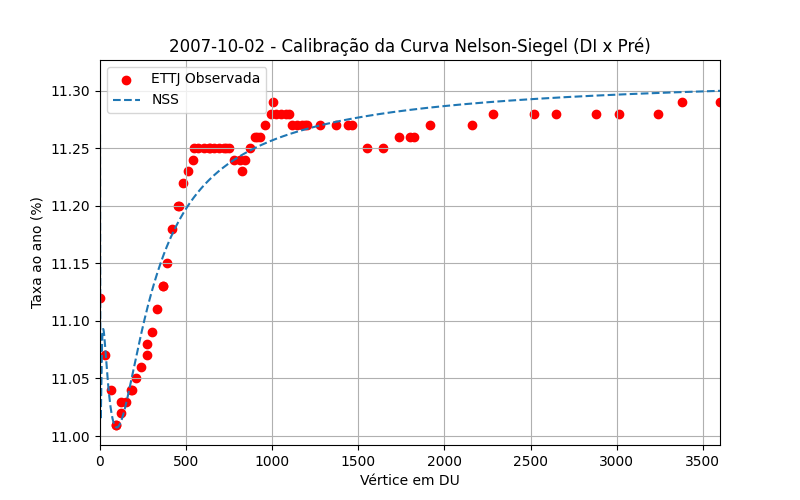 2007-10-02 - Calibração da Curva Nelson-Siegel (DI x Pré)
ETTJ Observada
NSS
Taxa ao ano (%)
11.30
11.25
11.20
11.15
11.10
11.05
11.00
0 500 1000 1500 2000 2500 3000 3500
Vértice em DU